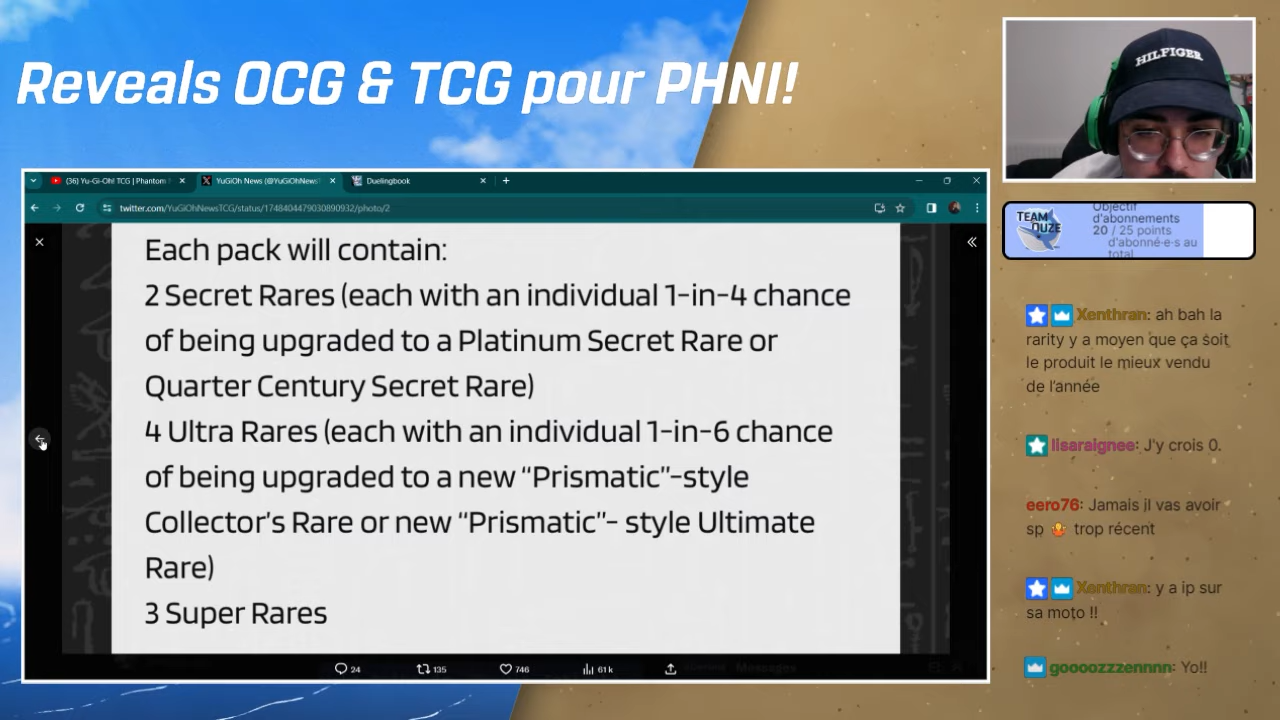 Reveals OCG & TCG pour PHNI!
HILFIGER
(36) Yu-Gi-Oh! TCG | Phantom
YuGiOh News (@YuGiOhNewsT
Duelingbook
twitter.com/YuGiOhNewsTCG/status/1748404479030890932/photo/2
Each pack will contain:
2 Secret Rares (each with an individual 1-in-4 chance
of being upgraded to a Platinum Secret Rare or
Quarter Century Secret Rare)
4 Ultra Rares (each with an individual 1-in-6 chance
of being upgraded to a new “Prismatic”-style
Collector’s Rare or new “Prismatic”- style Ultimate
Rare)
3 Super Rares
24
135
746
61 k
Messages
TEAM
OUZE
Objectif
d'abonnements
20 / 25 points
d'abonné·e·s au
total
Xenthran: ah bah la
rarity y a moyen que ça soit
le produit le mieux vendu
de l'année
lisaraignee: J'y crois 0.
eero76: Jamais il vas avoir
sp trop récent
Xenthran: y a ip sur
sa moto !!
goooozzzennnn: Yo!!